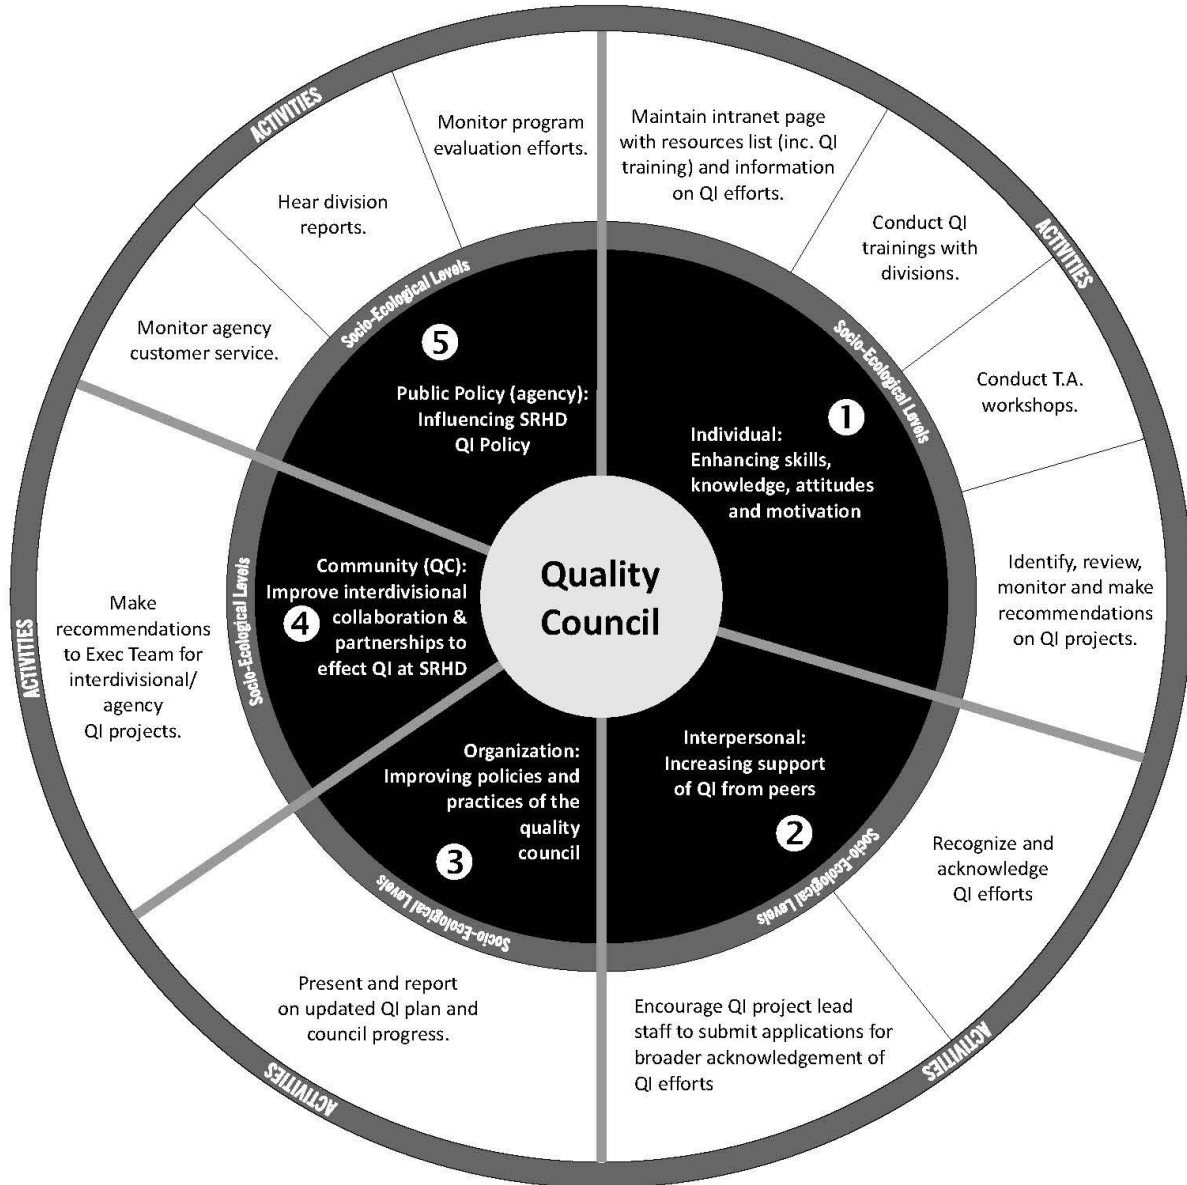 Quality
Council
1
Individual:
Enhancing skills,
knowledge, attitudes
and motivation
Socio-Ecological Levels
ACTIVITIES
Maintain intranet page
with resources list (inc. QI
training) and information
on QI efforts.
Conduct QI
trainings with
divisions.
Conduct T.A.
workshops.
Identify, review,
monitor and make
recommendations
on QI projects.
2
Interpersonal:
Increasing support
of QI from peers
Socio-Ecological Levels
ACTIVITIES
Recognize and
acknowledge
QI efforts
Encourage QI project lead
staff to submit applications for
broader acknowledgement of
QI efforts
3
Organization:
Improving policies and
practices of the
quality
council
Socio-Ecological Levels
ACTIVITIES
Present and report
on updated QI plan and
council progress.
4
Community (QC):
Improve interdivisional
collaboration &
partnerships to
effect QI at SRHD
Socio-Ecological Levels
ACTIVITIES
Make
recommendations
to Exec Team for
interdivisional/
agency
QI projects.
5
Public Policy (agency):
Influencing SRHD
QI Policy
Socio-Ecological Levels
ACTIVITIES
Monitor agency
customer service.
Hear division
reports.
Monitor program
evaluation efforts.